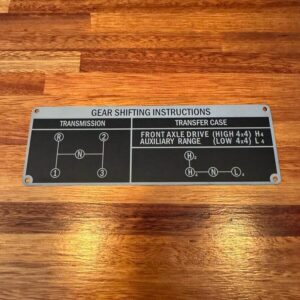 GEAR SHIFTING INSTRUCTIONS
TRANSMISSION
TRANSFER CASE
R 2
N
1 3
FRONT AXLE DRIVE (HIGH 4x4) H4
AUXILIARY RANGE (LOW 4x4) L4
H2
H4 N L4